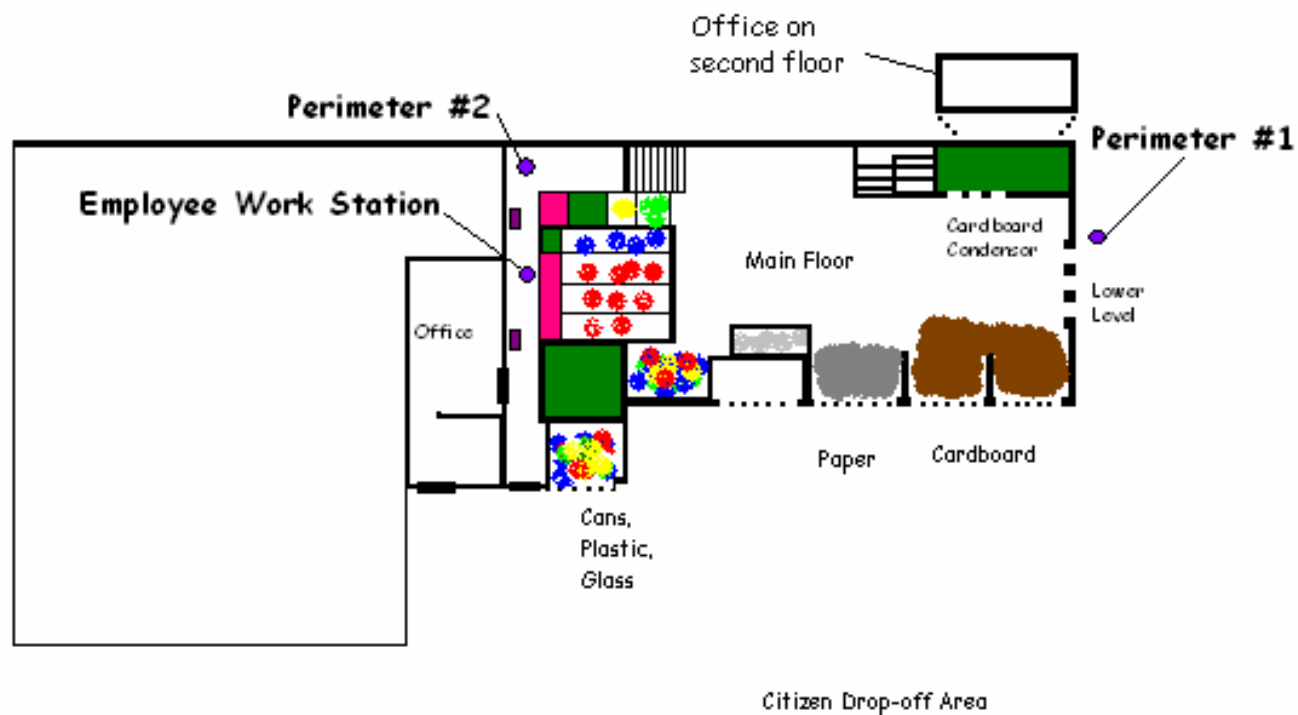 Office on
second floor
Perimeter #2
Perimeter #1
Employee Work Station
Cardboard
Condensor
Main Floor
Lower
Level
Office
Paper
Cardboard
Cans,
Plastic,
Glass
Citizen Drop-off Area